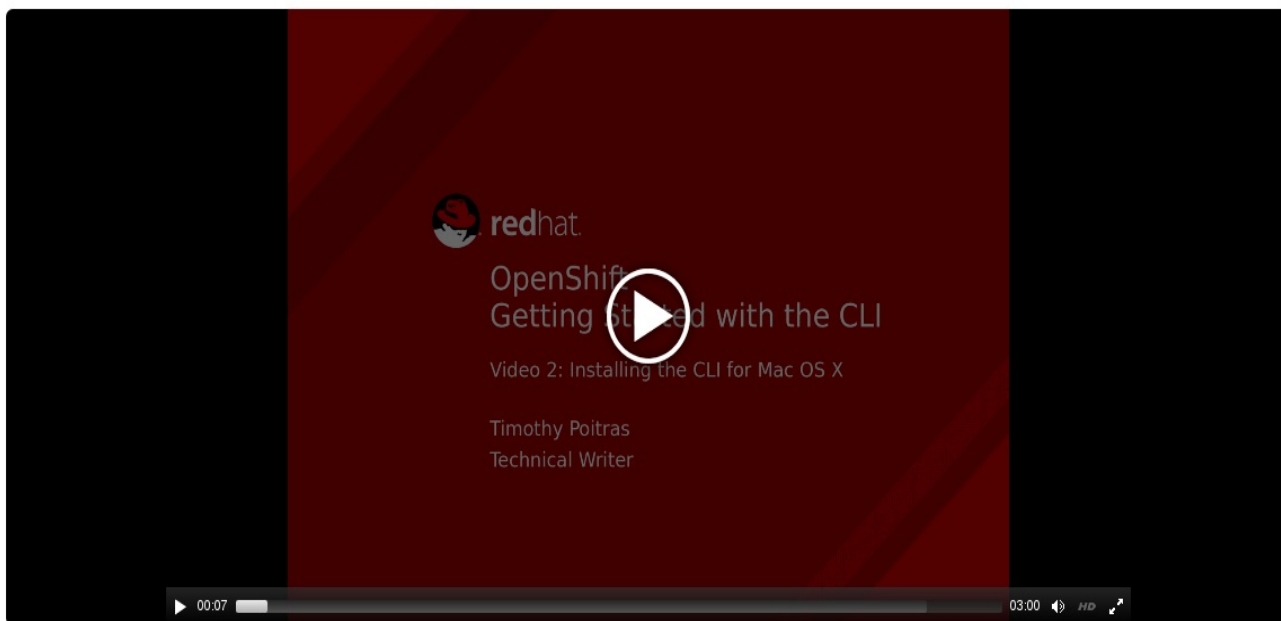 redhat.
OpenShift
Getting Started with the CLI
Video 2: Installing the CLI for Mac OS X
Timothy Poitras
Technical Writer
00:07 03:00 HD